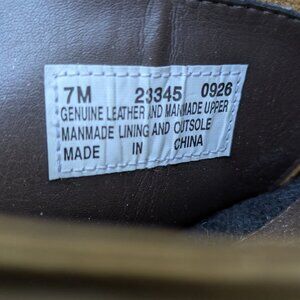 7M 23345 0926
GENUINE LEATHER AND MANMADE UPPER
MANMADE LINING AND OUTSOLE
MADE IN CHINA